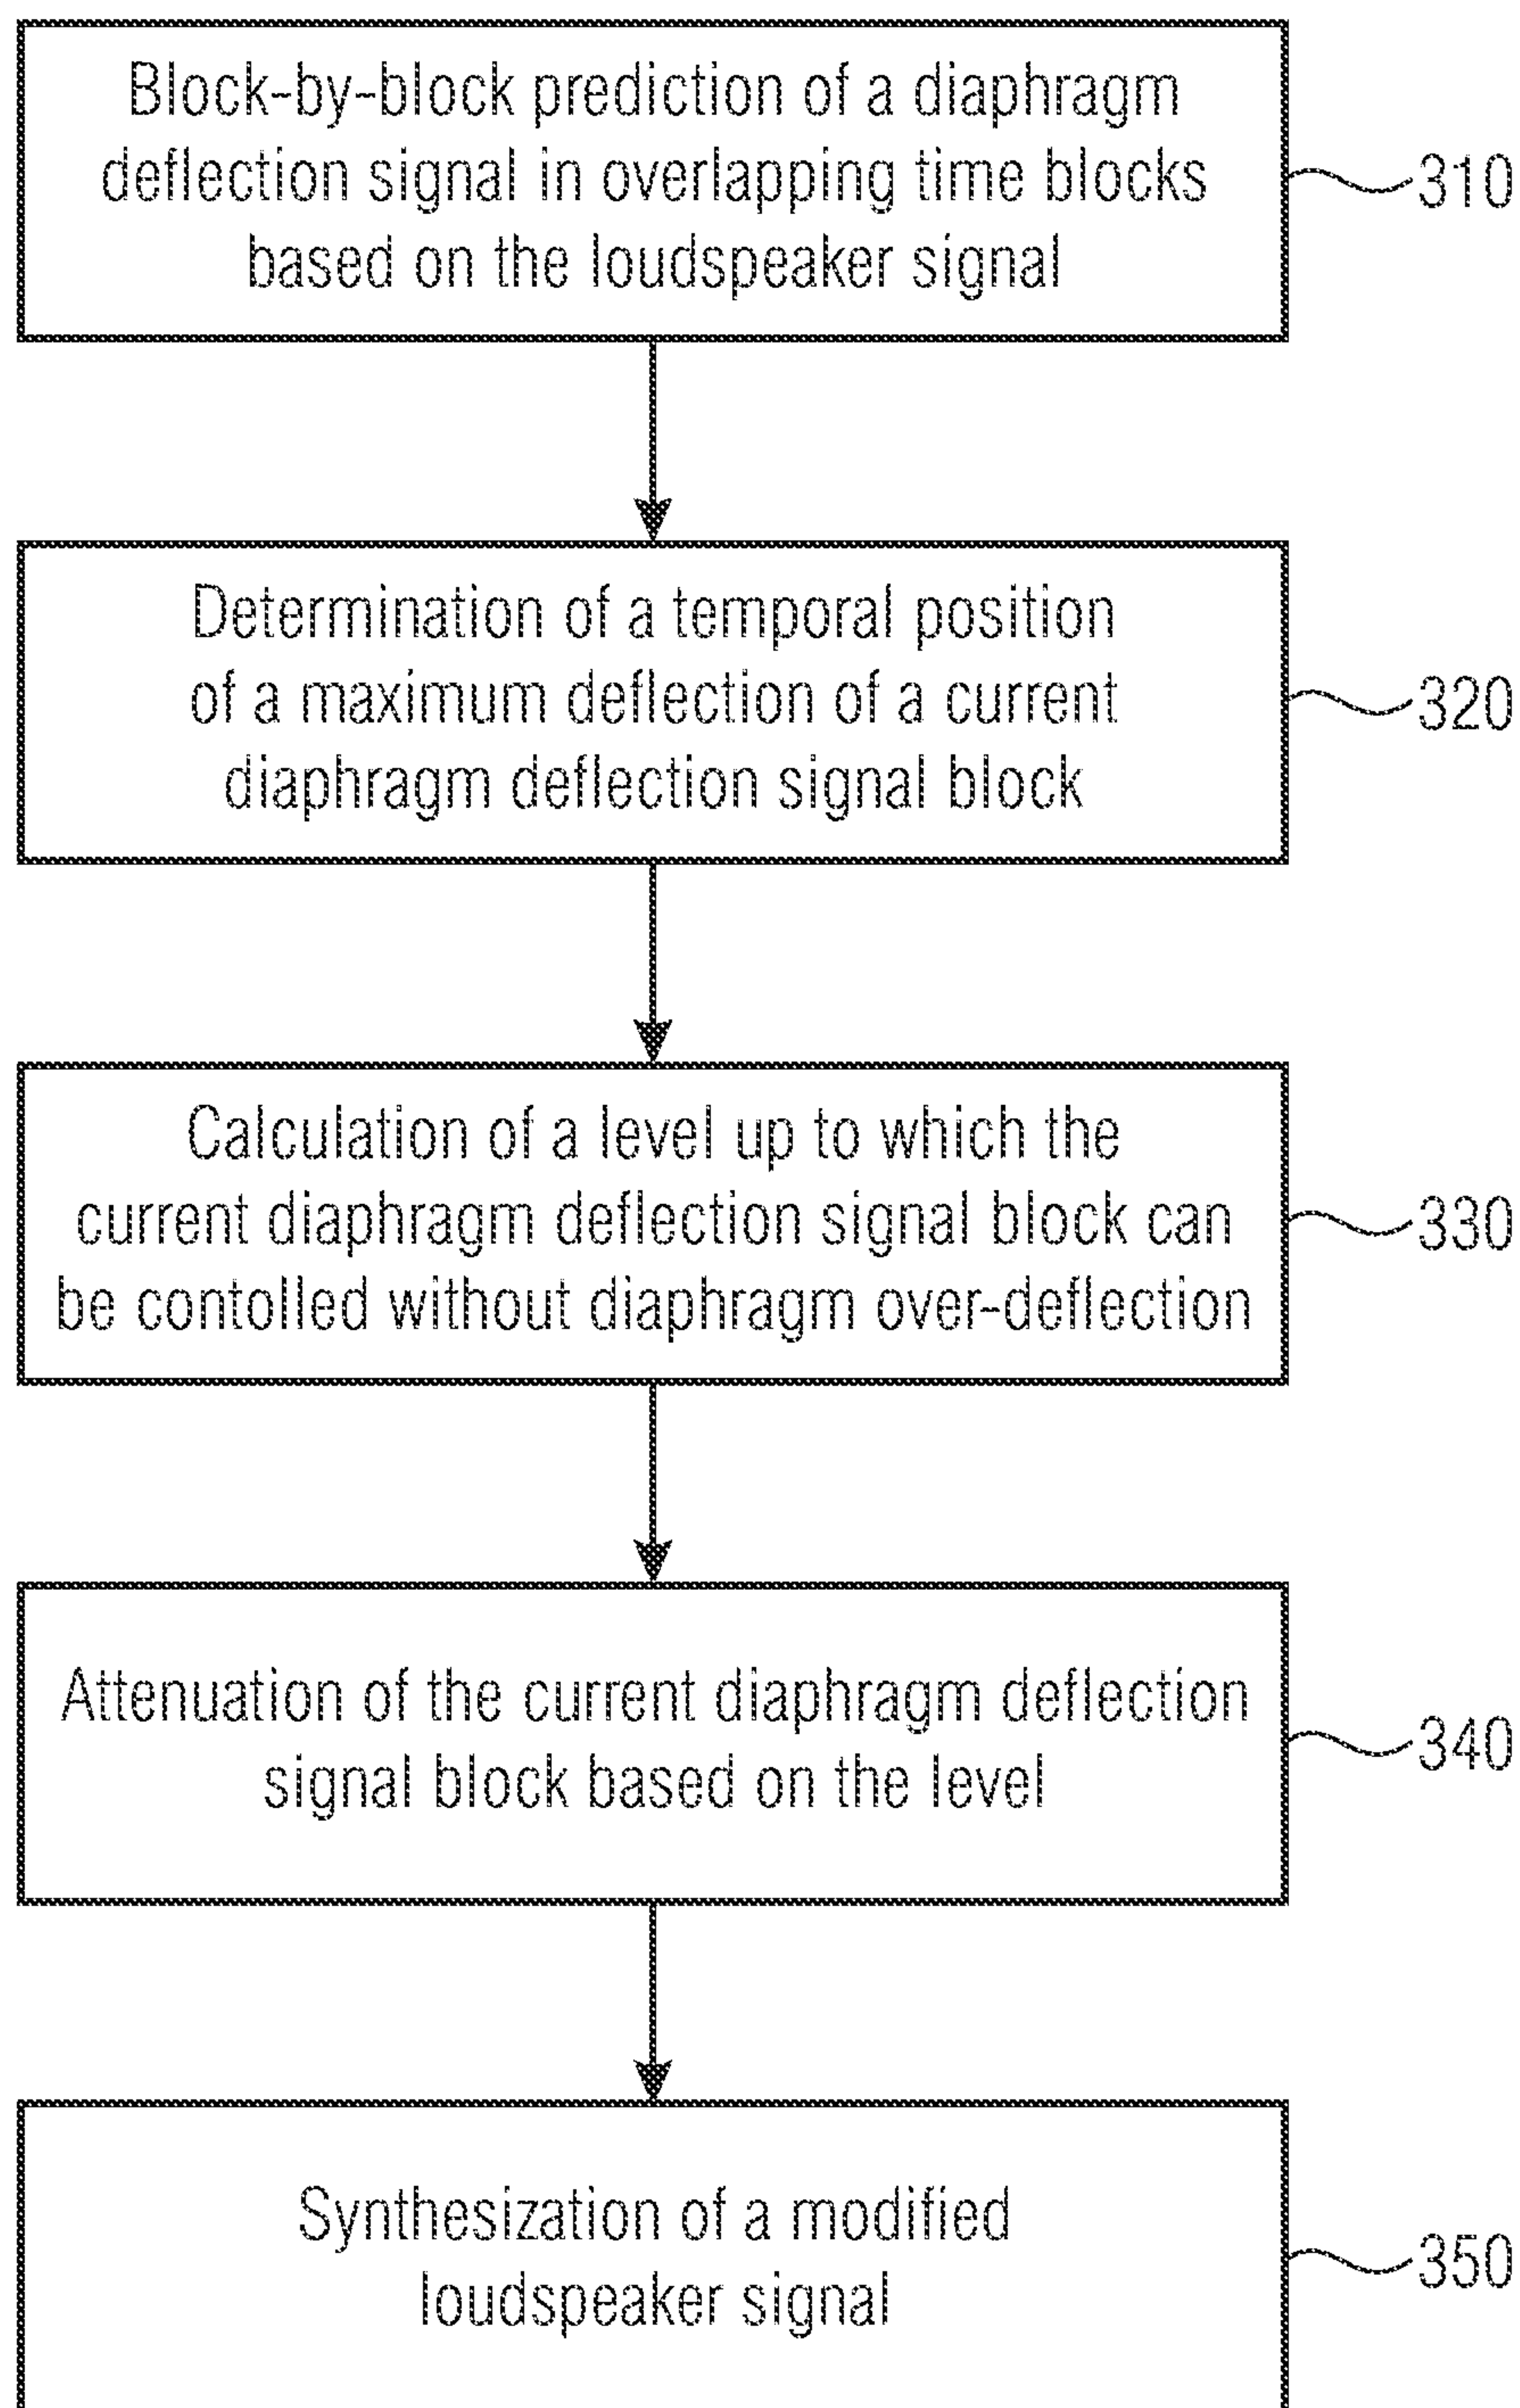 Block-by-block prediction of a diaphragm
deflection signal in overlapping time blocks
based on the loudspeaker signal
310
Determination of a temporal position
of a maximum deflection of a current
diaphragm deflection signal block
320
Calculation of a level up to which the
current diaphragm deflection signal block can
be contolled without diaphragm over-deflection
330
Attenuation of the current diaphragm deflection
signal block based on the level
340
Synthesization of a modified
loudspeaker signal
350